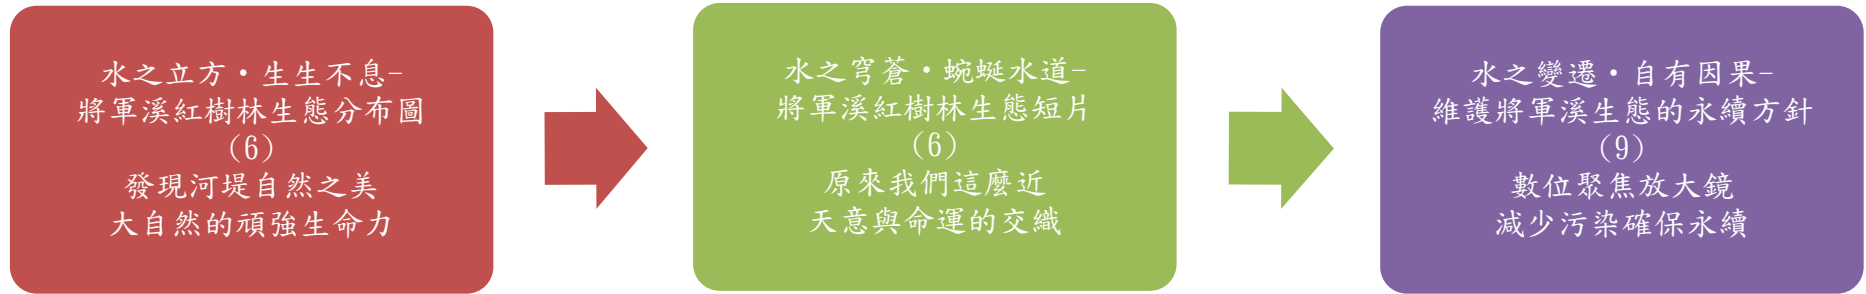 水之立方·生生不息-
將軍溪紅樹林生態分布圖
(6)
發現河堤自然之美
大自然的頑強生命力
水之穹蒼·蜿蜒水道-
將軍溪紅樹林生態短片
(6)
原來我們這麼近
天意與命運的交織
水之變遷·自有因果-
維護將軍溪生態的永續方針
(9)
數位聚焦放大鏡
減少污染確保永續